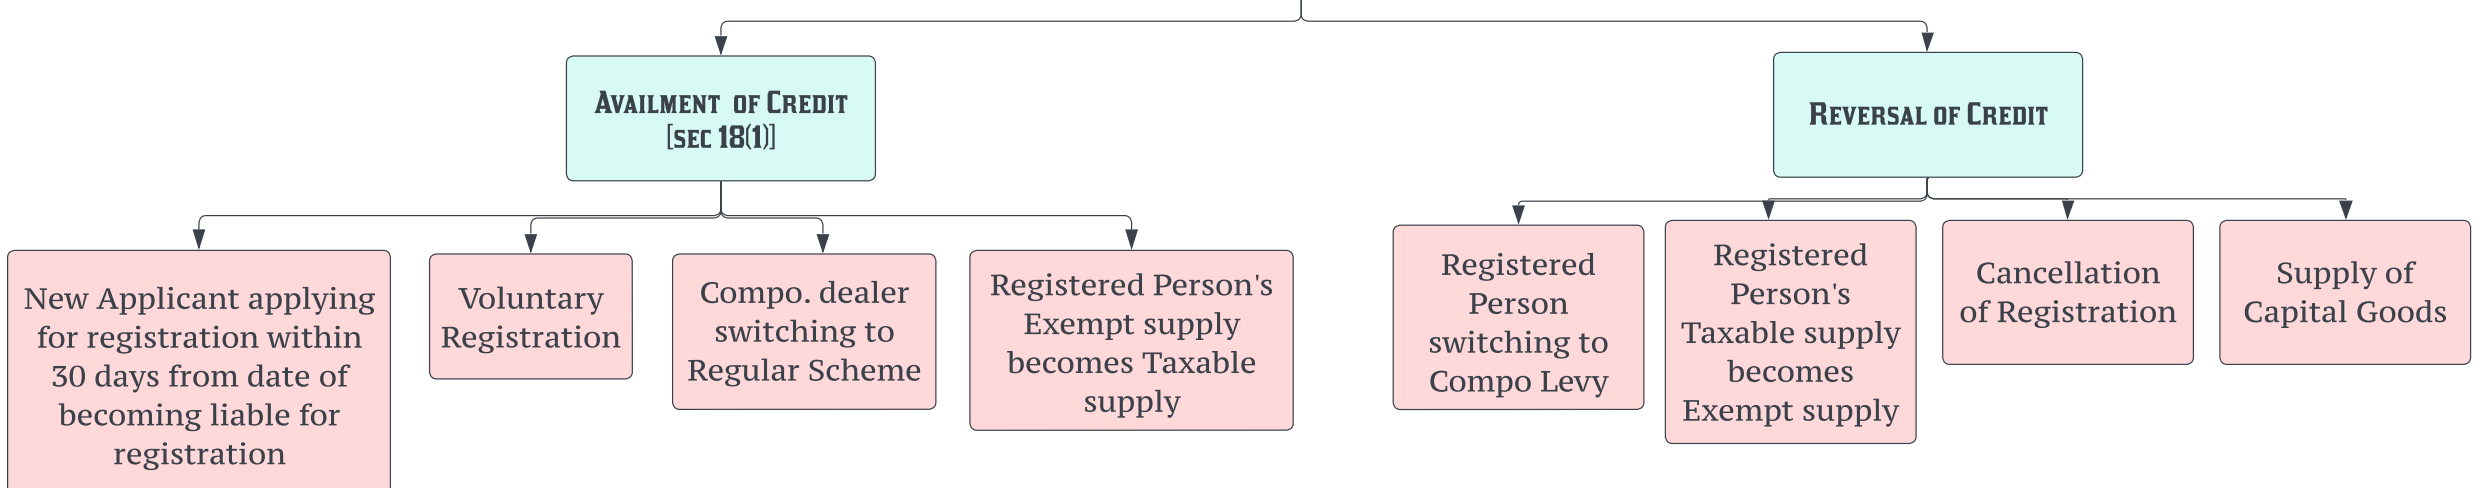 Availment of Credit
[sec 18(1)]
Reversal of Credit
New Applicant applying
for registration within
30 days from date of
becoming liable for
registration
Voluntary
Registration
Compo. dealer
switching to
Regular Scheme
Registered Person's
Exempt supply
becomes Taxable
supply
Registered
Person
switching to
Compo Levy
Registered
Person's
Taxable supply
becomes
Exempt supply
Cancellation
of Registration
Supply of
Capital Goods